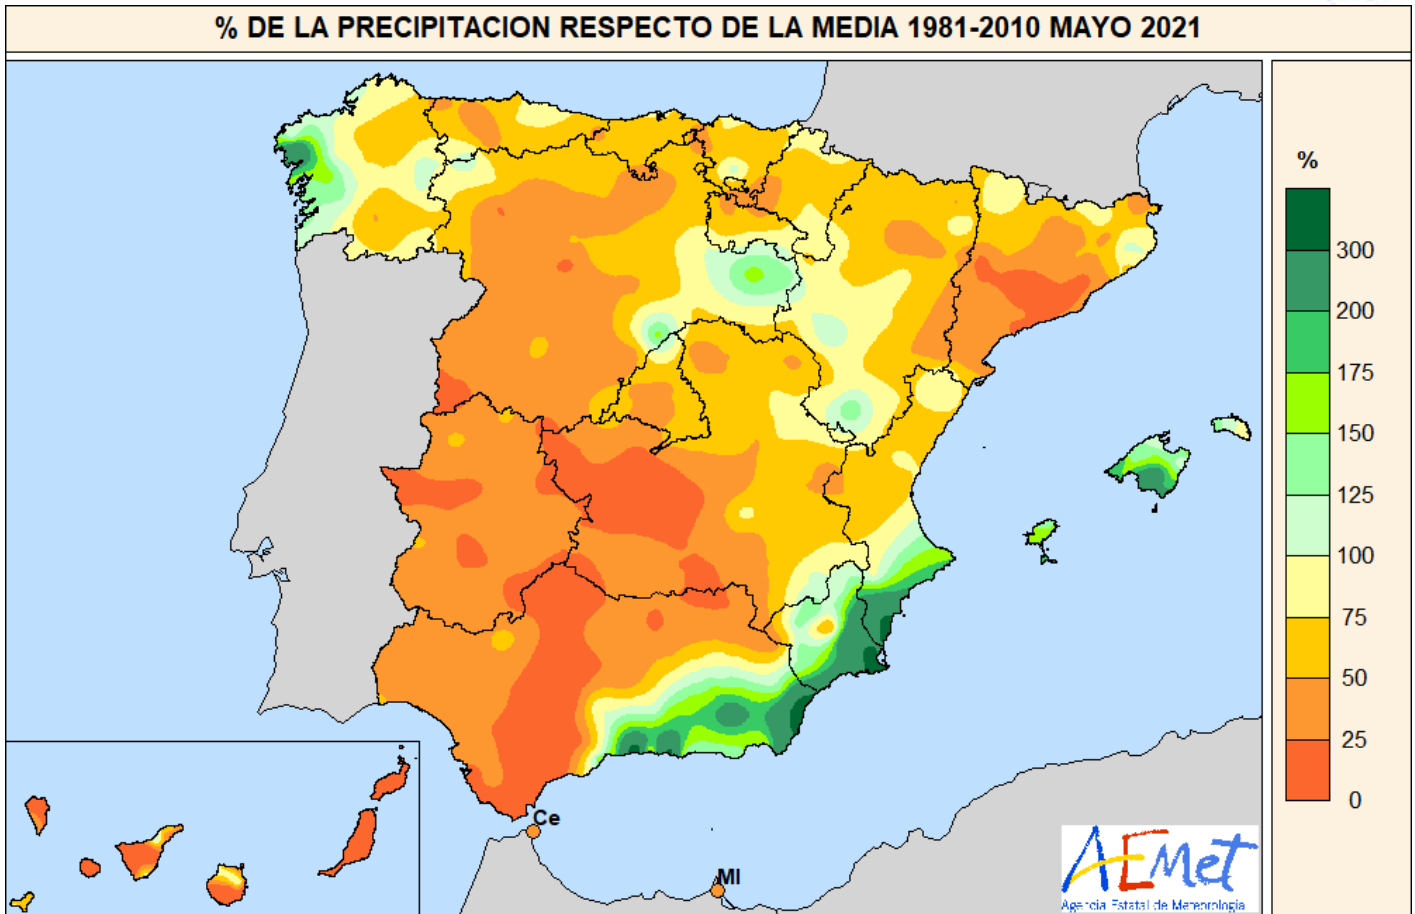 % DE LA PRECIPITACION RESPECTO DE LA MEDIA 1981-2010 MAYO 2021
%
300
200
175
150
125
100
75
50
25
0
Ce
Ml
AEMet
Agencia Estatal de Meteorología